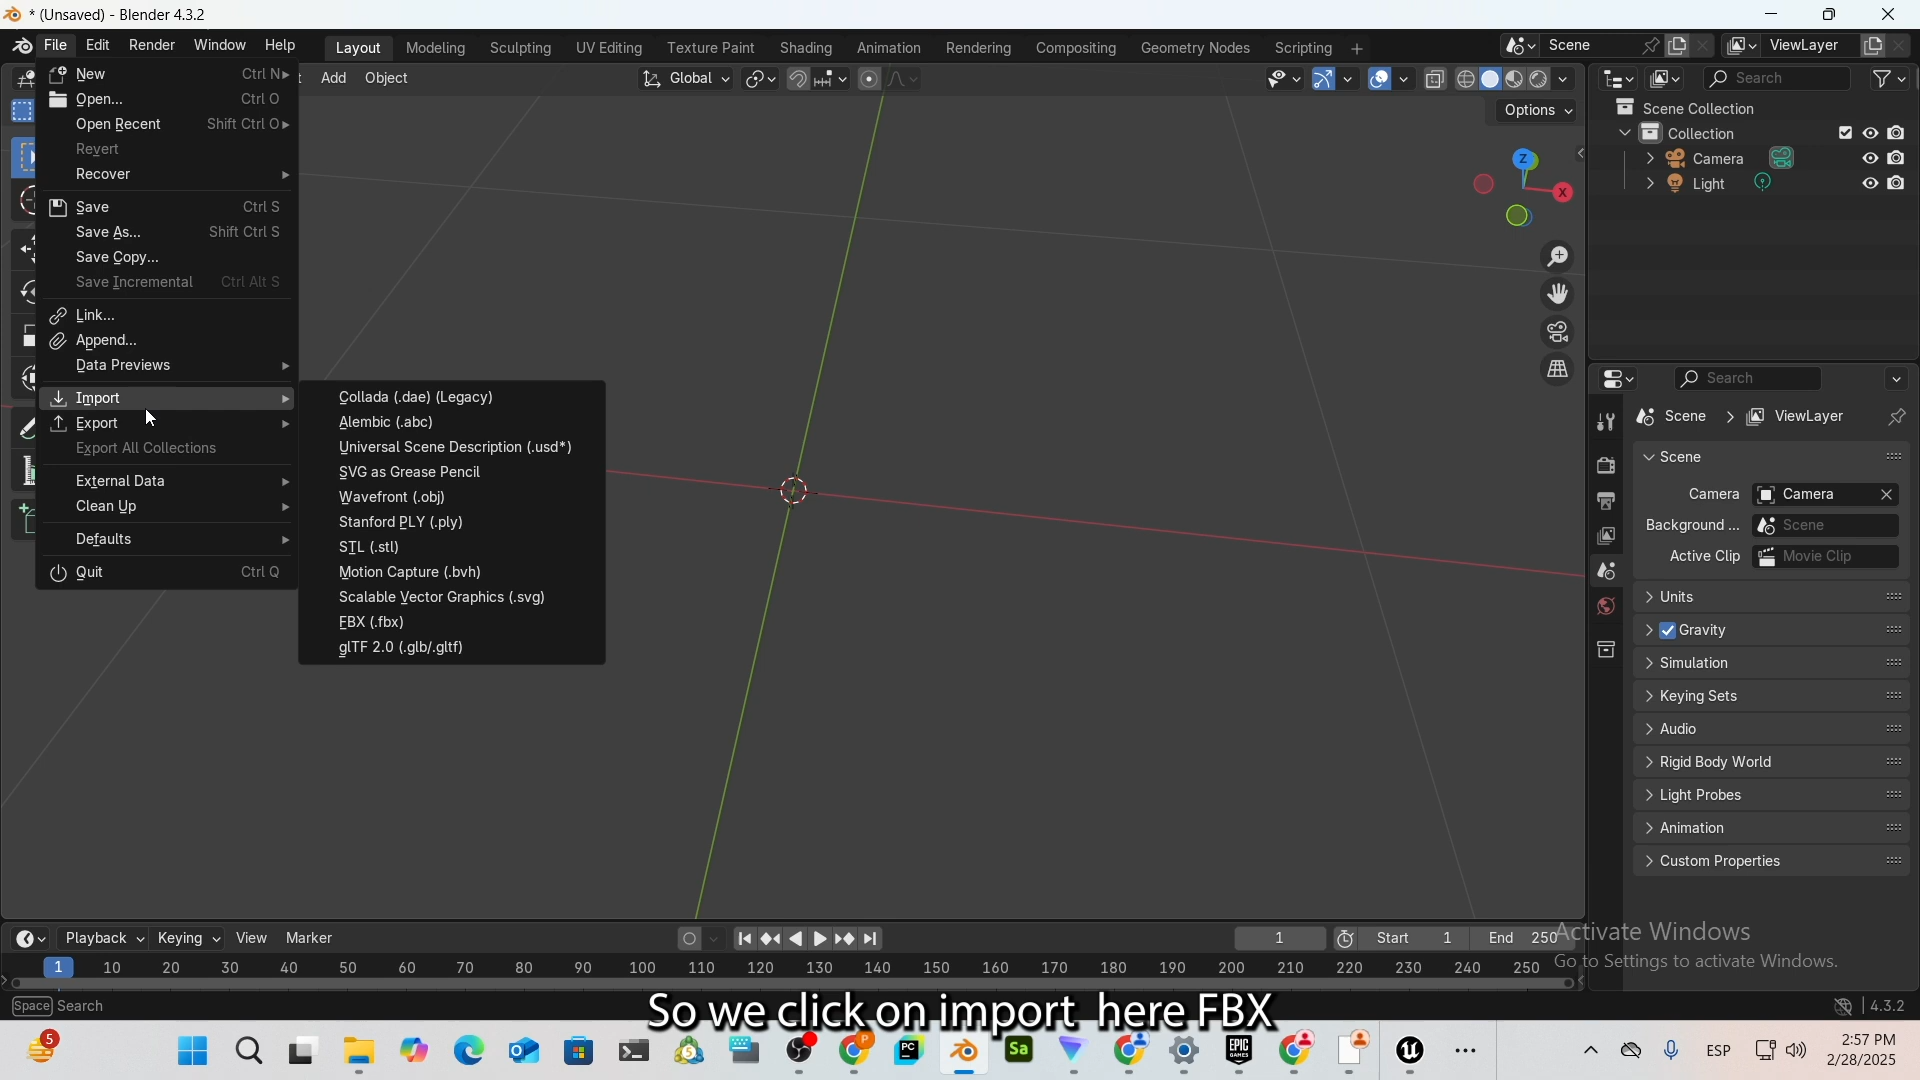 * (Unsaved) - Blender 4.3.2
File Edit Render Window Help
Layout Modeling Sculpting UV Editing Texture Paint Shading Animation Rendering Compositing Geometry Nodes Scripting +
Scene
ViewLayer
Add Object
Global
Search
Options
New Ctrl N
Open... Ctrl O
Open Recent Shift Ctrl O
Revert
Recover
Save Ctrl S
Save As... Shift Ctrl S
Save Copy...
Save Incremental Ctrl Alt S
Link...
Append...
Data Previews
Import
Export
Export All Collections
External Data
Clean Up
Defaults
Quit Ctrl Q
Collada (.dae) (Legacy)
Alembic (.abc)
Universal Scene Description (.usd*)
SVG as Grease Pencil
Wavefront (.obj)
Stanford PLY (.ply)
STL (.stl)
Motion Capture (.bvh)
Scalable Vector Graphics (.svg)
FBX (.fbx)
glTF 2.0 (.glb/.gltf)
Z
X
Scene Collection
Collection
Camera
Light
Search
Scene > ViewLayer
Scene
Camera Camera
Background ... Scene
Active Clip Movie Clip
Units
Gravity
Simulation
Keying Sets
Audio
Rigid Body World
Light Probes
Animation
Custom Properties
Playback Keying View Marker
1 Start 1 End 250
1 10 20 30 40 50 60 70 80 90 100 110 120 130 140 150 160 170 180 190 200 210 220 230 240 250
Activate Windows
Go to Settings to activate Windows.
Space Search
4.3.2
So we click on import here FBX
5
P
PC
Sa
EPIC GAMES
ESP
2:57 PM
2/28/2025